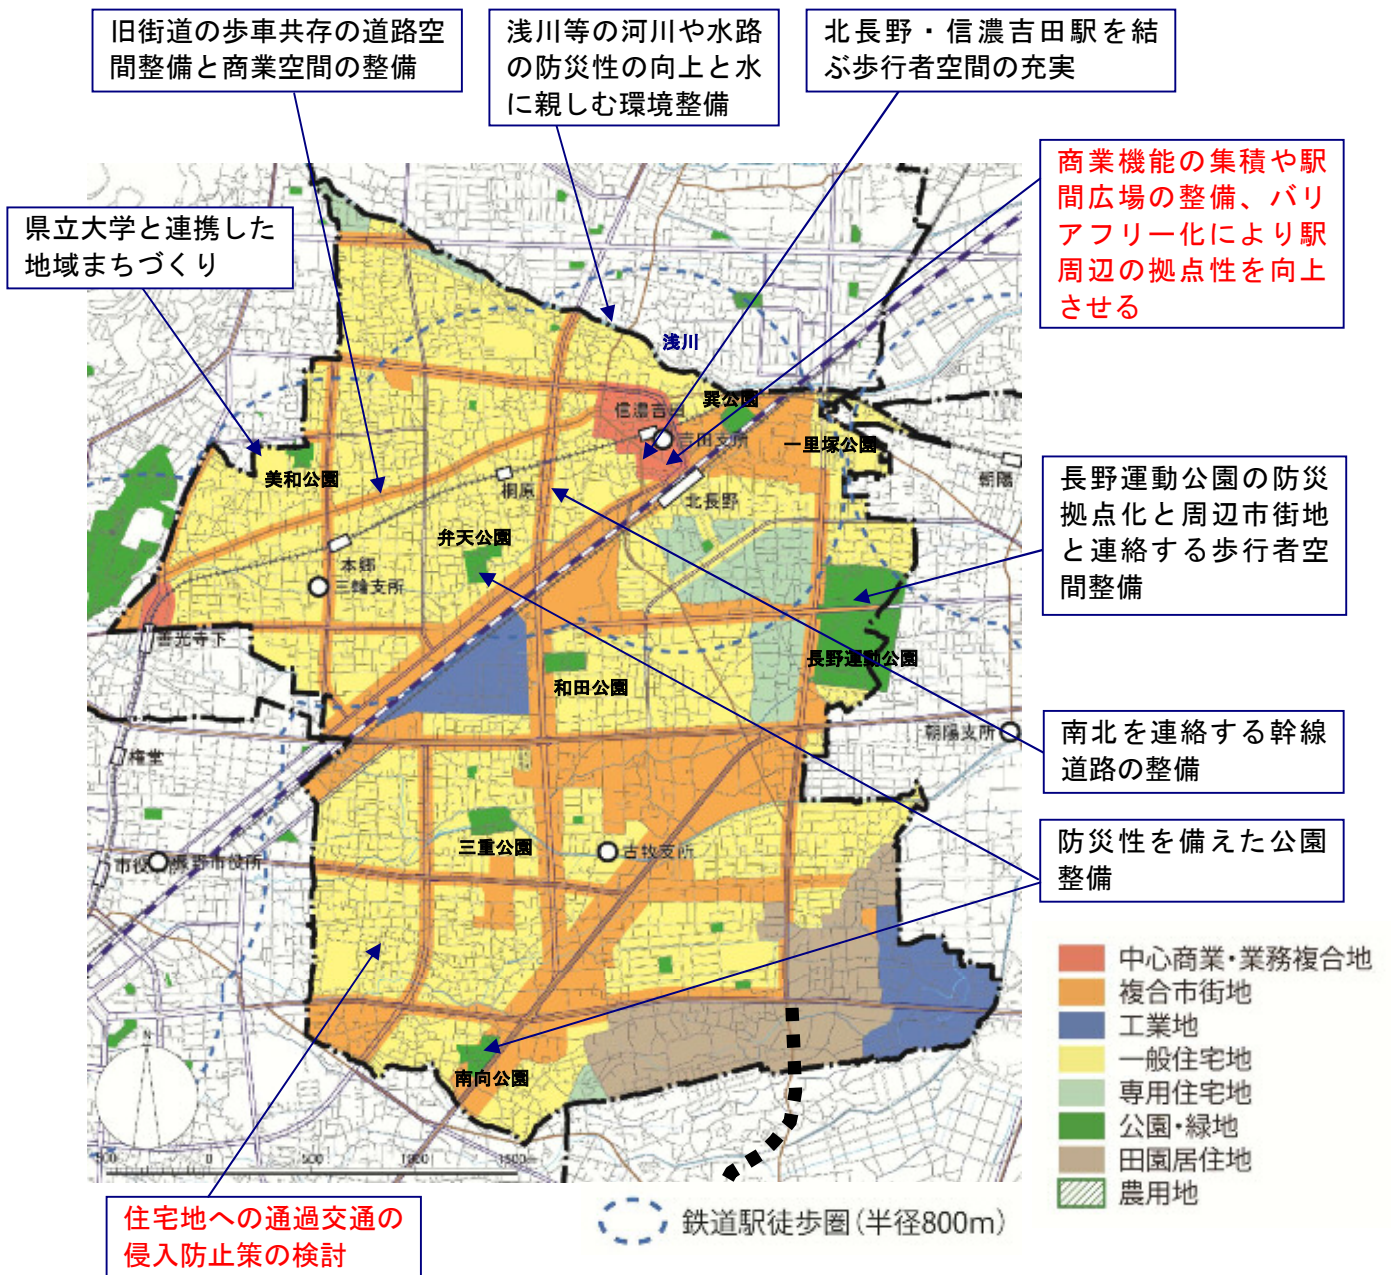 旧街道の歩車共存の道路空
間整備と商業空間の整備
浅川等の河川や水路
の防災性の向上と水
に親しむ環境整備
北長野・信濃吉田駅を結
ぶ歩行者空間の充実
商業機能の集積や駅
間広場の整備、バリ
アフリー化により駅
周辺の拠点性を向上
させる
県立大学と連携した
地域まちづくり
浅川
信濃吉田
巽公園
吉田支所
一里塚公園
朝陽
美和公園
桐原
北長野
弁天公園
本郷
三輪支所
長野運動公園の防災
拠点化と周辺市街地
と連絡する歩行者空
間整備
善光寺下
長野運動公園
和田公園
朝陽支所
権堂
南北を連絡する幹線
道路の整備
三重公園
古牧支所
市役所前
長野市役所
防災性を備えた公園
整備
南向公園
N
500
0
500
1000
1500m
中心商業・業務複合地
複合市街地
工業地
一般住宅地
専用住宅地
公園・緑地
田園居住地
農用地
住宅地への通過交通の
侵入防止策の検討
鉄道駅徒歩圏(半径800m)